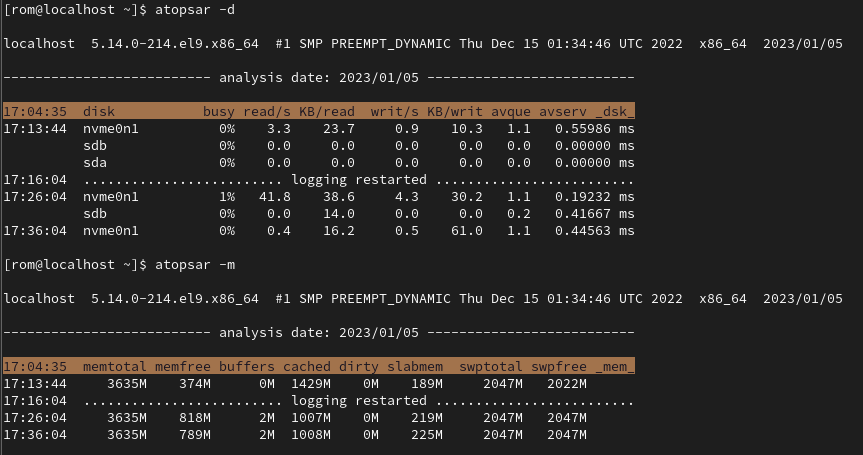 [rom@localhost ~]$ atopsar -d
localhost  5.14.0-214.el9.x86_64  #1 SMP PREEMPT_DYNAMIC Thu Dec 15 01:34:46 UTC 2022  x86_64  2023/01/05
-------------------------- analysis date: 2023/01/05 --------------------------
17:04:35  disk           busy read/s KB/read  writ/s KB/writ avque avserv _dsk_
17:13:44  nvme0n1          0%    3.3    23.7     0.9    10.3   1.1  0.55986 ms
          sdb              0%    0.0     0.0     0.0     0.0   0.0  0.00000 ms
          sda              0%    0.0     0.0     0.0     0.0   0.0  0.00000 ms
17:16:04  ......................... logging restarted .........................
17:26:04  nvme0n1          1%   41.8    38.6     4.3    30.2   1.1  0.19232 ms
          sdb              0%    0.0    14.0     0.0     0.0   0.2  0.41667 ms
17:36:04  nvme0n1          0%    0.4    16.2     0.5    61.0   1.1  0.44563 ms
[rom@localhost ~]$ atopsar -m
localhost  5.14.0-214.el9.x86_64  #1 SMP PREEMPT_DYNAMIC Thu Dec 15 01:34:46 UTC 2022  x86_64  2023/01/05
-------------------------- analysis date: 2023/01/05 --------------------------
17:04:35  memtotal memfree buffers cached dirty slabmem  swptotal swpfree _mem_
17:13:44     3635M    374M      0M  1429M    0M    189M     2047M   2022M
17:16:04  ......................... logging restarted .........................
17:26:04     3635M    818M      2M  1007M    0M    219M     2047M   2047M
17:36:04     3635M    789M      2M  1008M    0M    225M     2047M   2047M